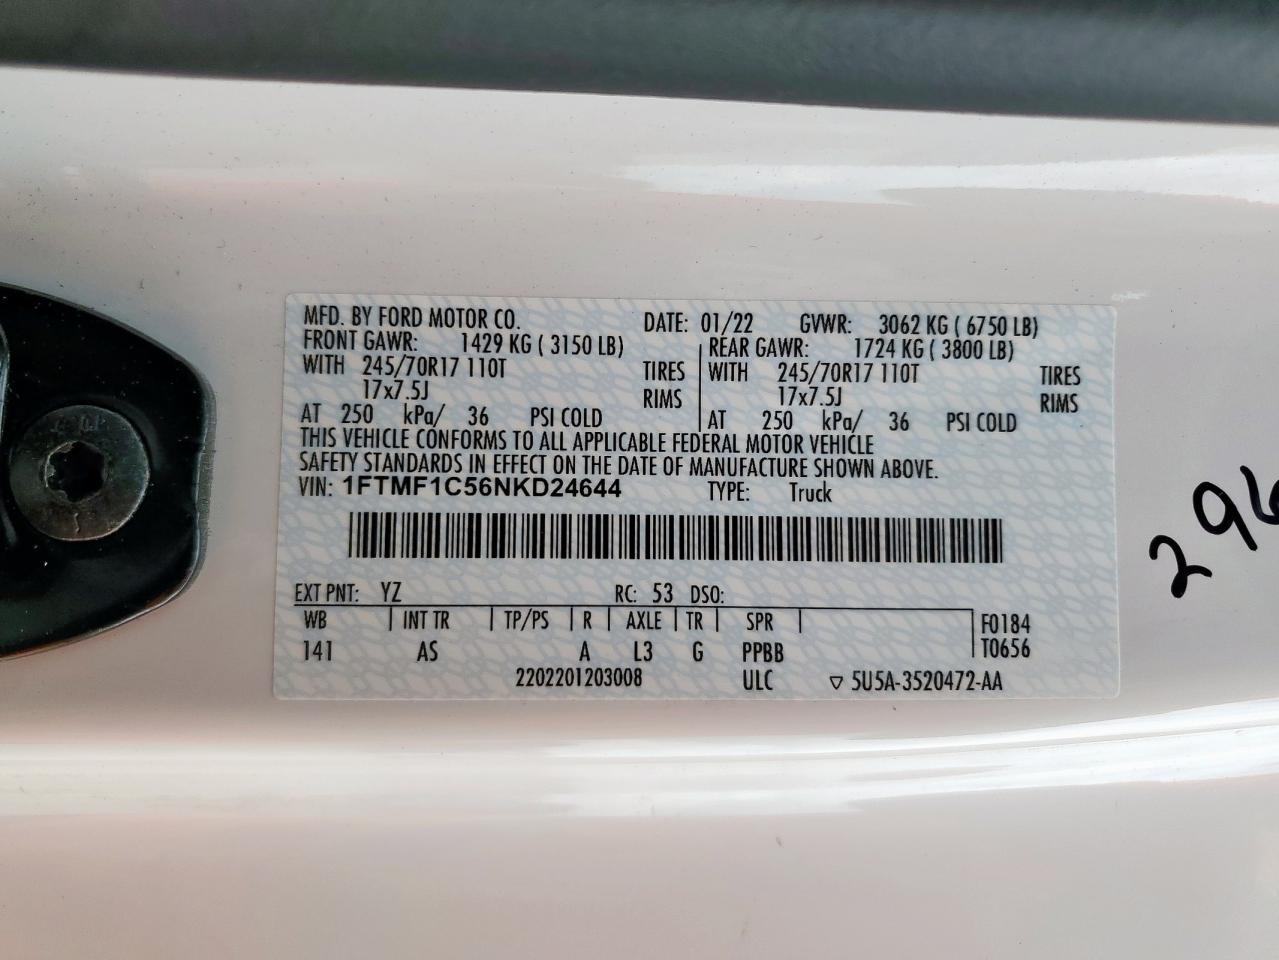 MFD. BY FORD MOTOR CO. DATE: 01/22 GVWR: 3062 KG ( 6750 LB)
FRONT GAWR: 1429 KG ( 3150 LB) REAR GAWR: 1724 KG ( 3800 LB)
WITH 245/70R17 110T TIRES WITH 245/70R17 110T TIRES
17x7.5J RIMS 17x7.5J RIMS
AT 250 kPa/ 36 PSI COLD AT 250 kPa/ 36 PSI COLD
THIS VEHICLE CONFORMS TO ALL APPLICABLE FEDERAL MOTOR VEHICLE
SAFETY STANDARDS IN EFFECT ON THE DATE OF MANUFACTURE SHOWN ABOVE.
VIN: 1FTMF1C56NKD24644 TYPE: Truck
EXT PNT: YZ RC: 53 DSO:
WB INT TR TP/PS R AXLE TR SPR F0184
141 AS A L3 G PPBB T0656
2202201203008 ULC ▽ 5U5A-3520472-AA
296